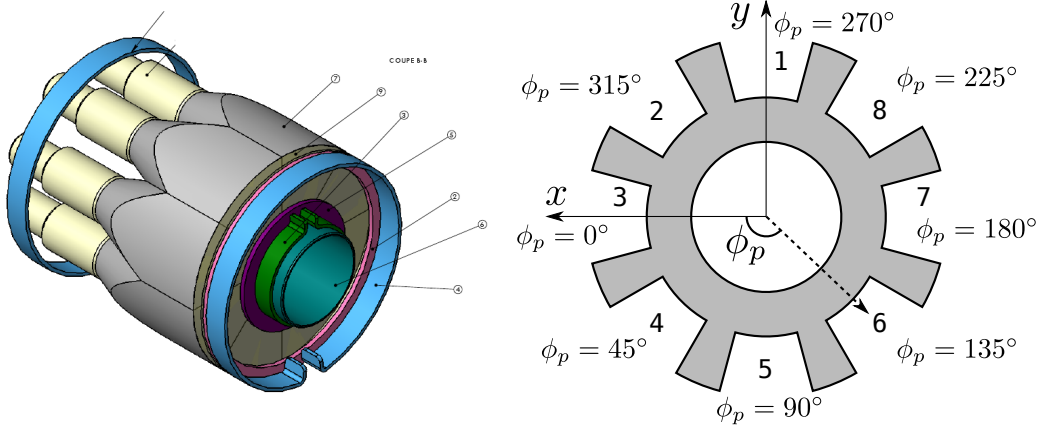 COUPE B-B
⑦
⑨
③
⑤
②
⑥
④
y
ϕp = 270°
1
ϕp = 315°
ϕp = 225°
2
8
3
7
x
ϕp = 0°
ϕp
ϕp = 180°
4
6
ϕp = 45°
ϕp = 135°
5
ϕp = 90°